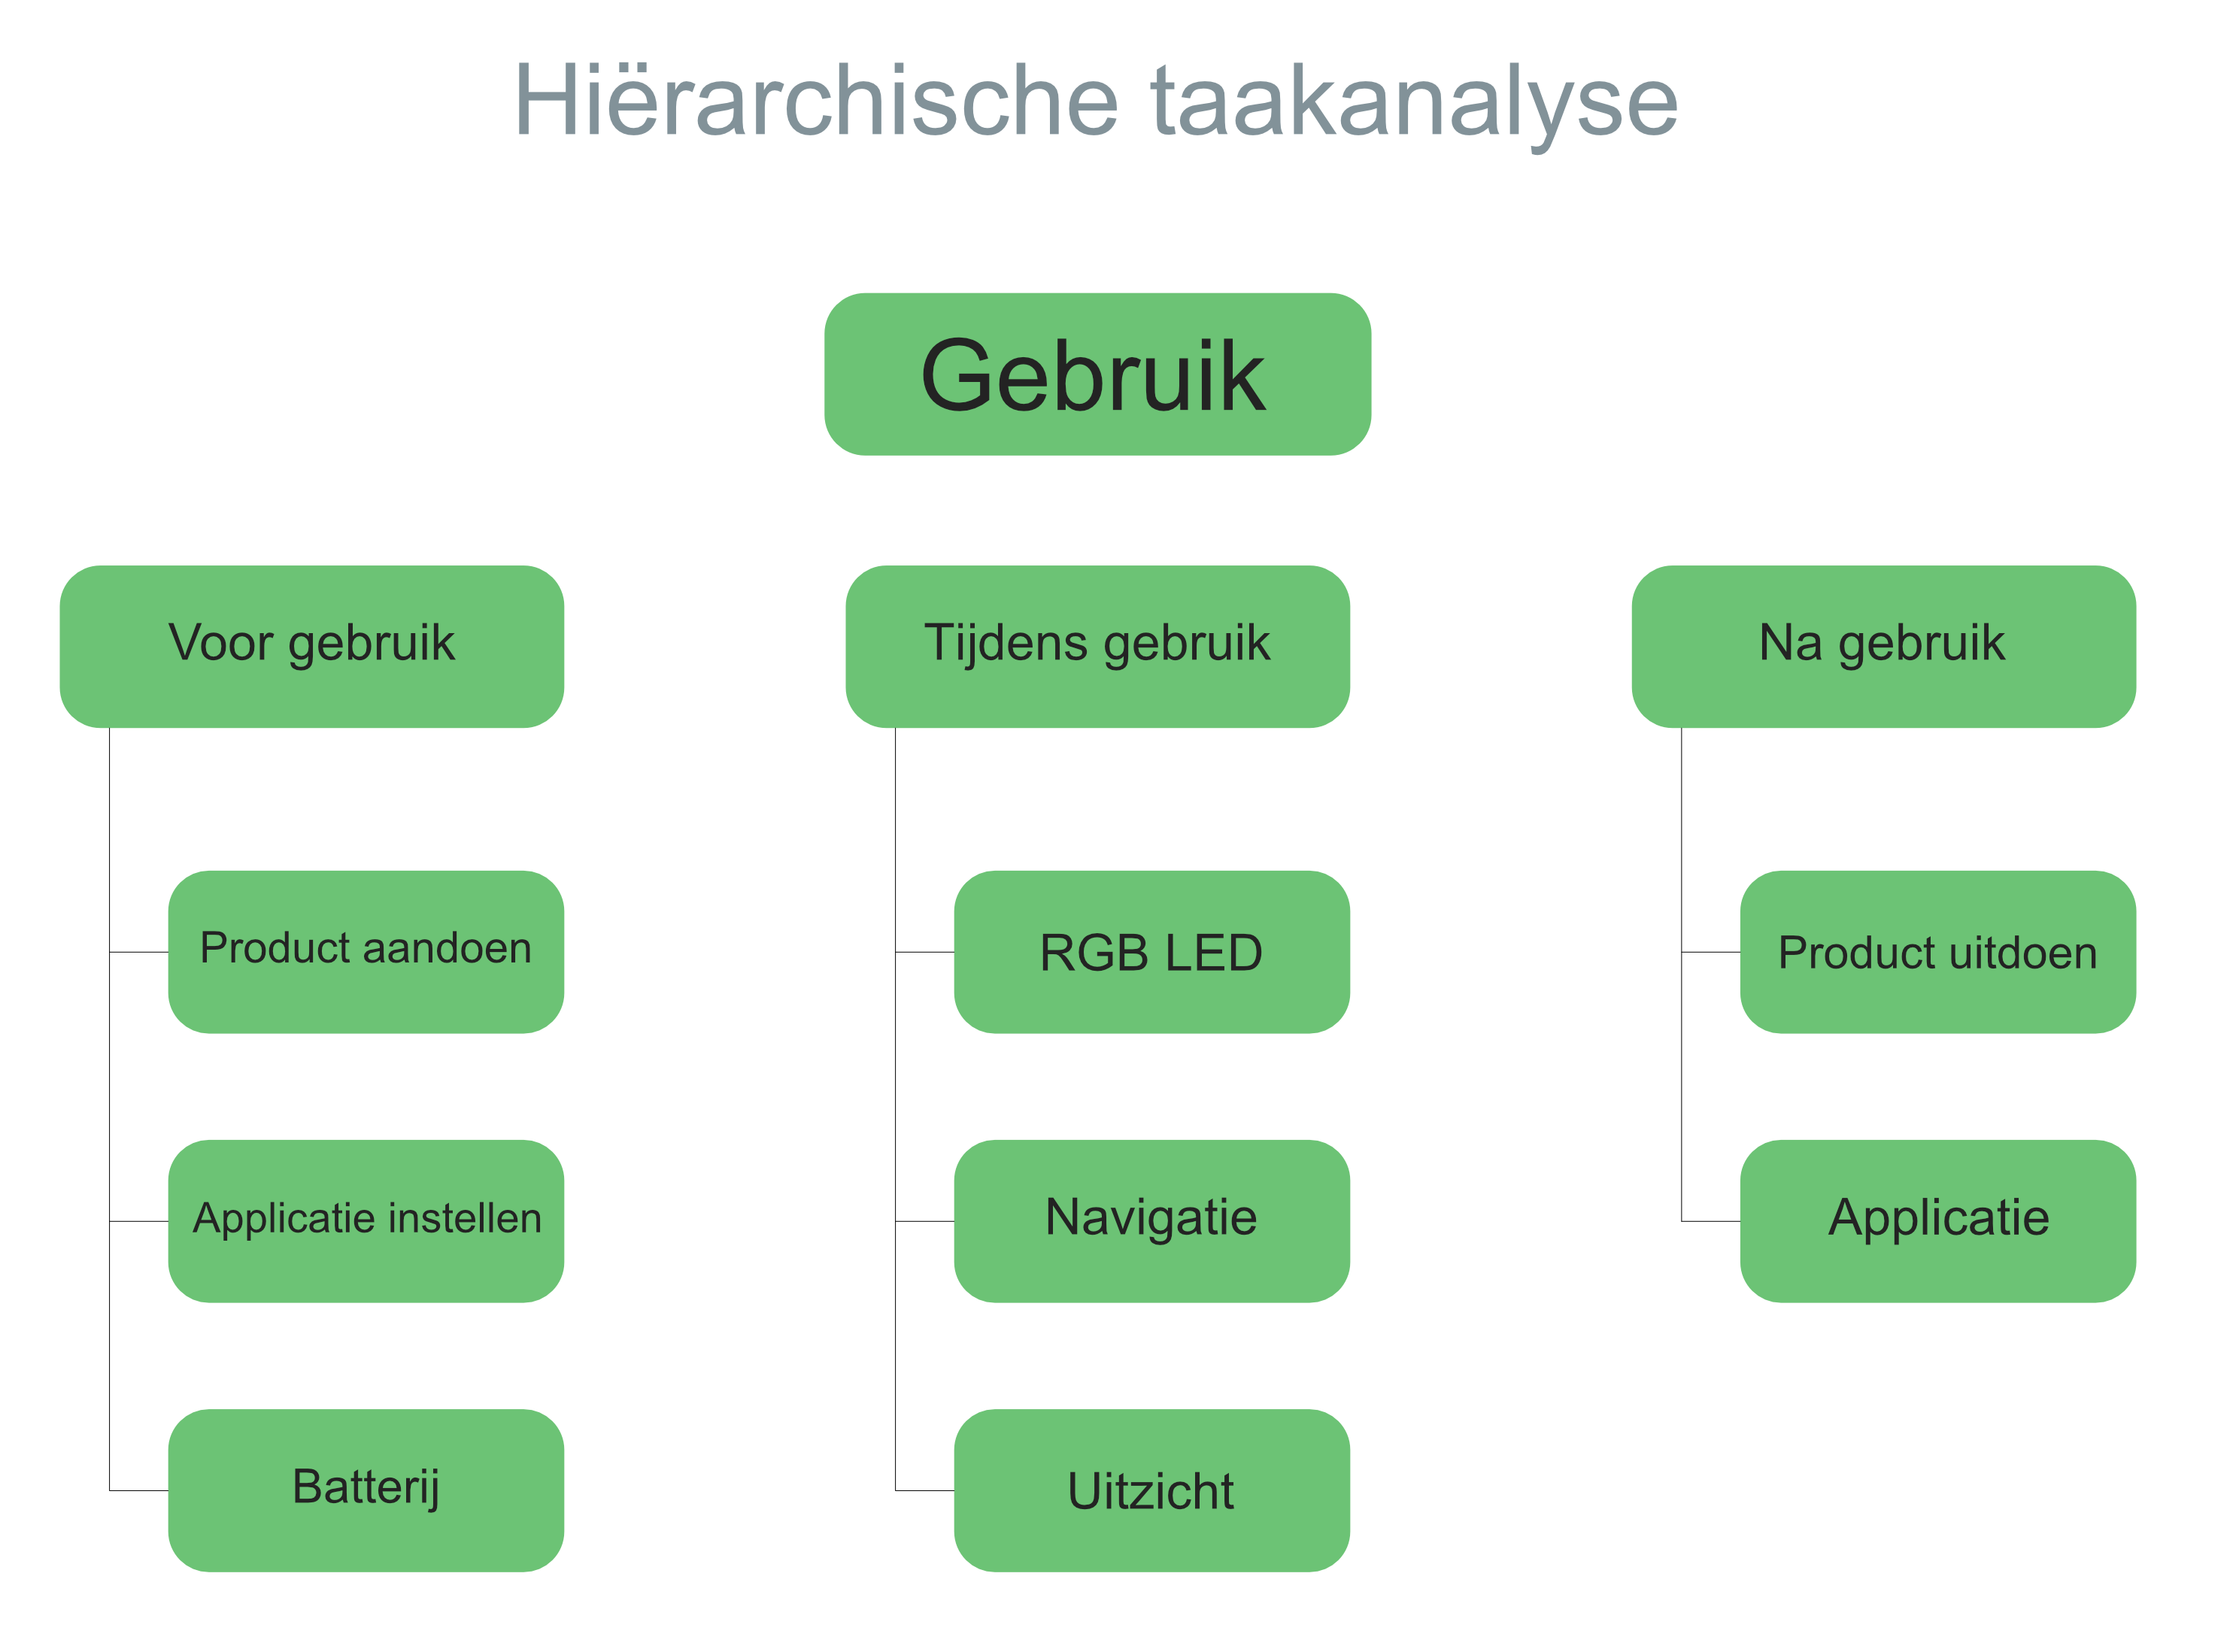 Hiërarchische taakanalyse
Gebruik
Voor gebruik
Tijdens gebruik
Na gebruik
Product aandoen
RGB LED
Product uitdoen
Applicatie instellen
Navigatie
Applicatie
Batterij
Uitzicht